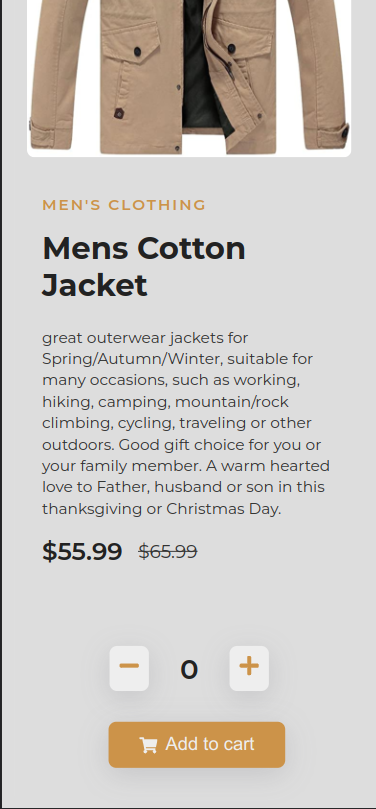 MEN'S CLOTHING
Mens Cotton
Jacket
great outerwear jackets for
Spring/Autumn/Winter, suitable for
many occasions, such as working,
hiking, camping, mountain/rock
climbing, cycling, traveling or other
outdoors. Good gift choice for you or
your family member. A warm hearted
love to Father, husband or son in this
thanksgiving or Christmas Day.
$55.99 $65.99
0
Add to cart